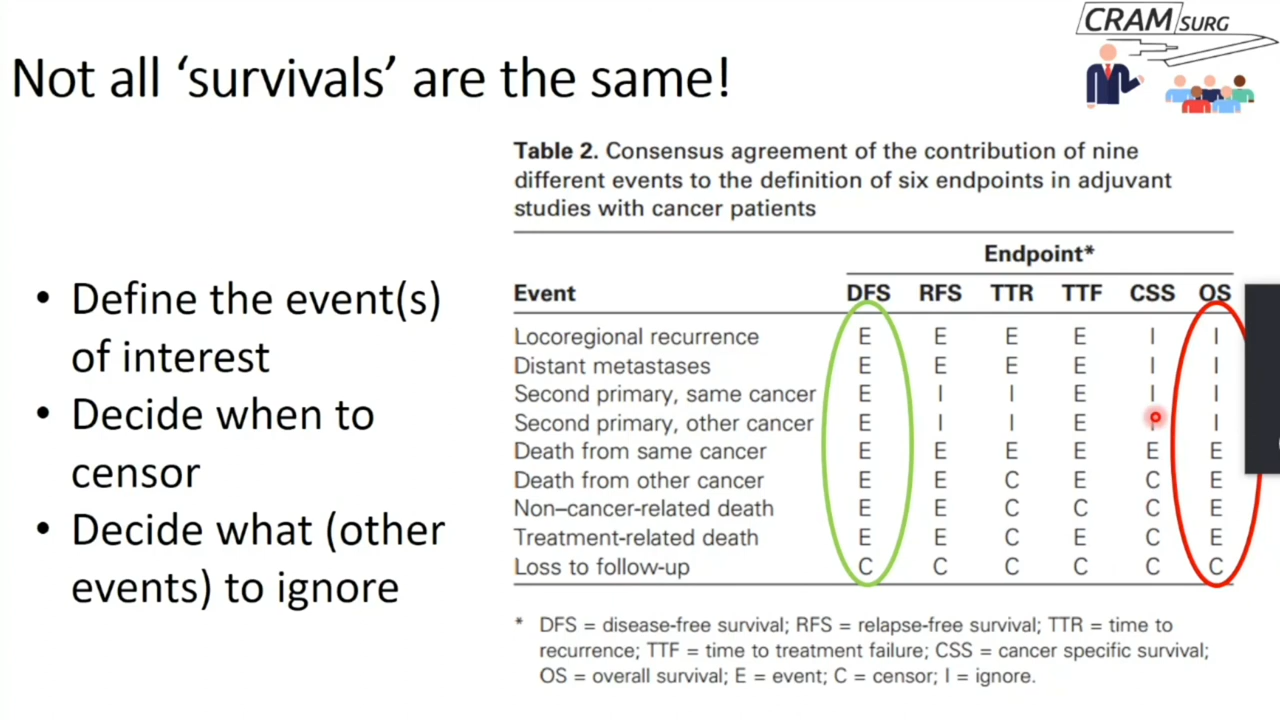 CRAM SURG
Not all ‘survivals’ are the same!
• Define the event(s)
of interest
• Decide when to
censor
• Decide what (other
events) to ignore
Table 2. Consensus agreement of the contribution of nine
different events to the definition of six endpoints in adjuvant
studies with cancer patients
Endpoint*
Event DFS RFS TTR TTF CSS OS
Locoregional recurrence E E E E I I
Distant metastases E E E E I I
Second primary, same cancer E I I E I I
Second primary, other cancer E I I E I I
Death from same cancer E E E E E E
Death from other cancer E E C E C E
Non–cancer-related death E E C C C E
Treatment-related death E E C E C E
Loss to follow-up C C C C C C
* DFS = disease-free survival; RFS = relapse-free survival; TTR = time to
recurrence; TTF = time to treatment failure; CSS = cancer specific survival;
OS = overall survival; E = event; C = censor; I = ignore.